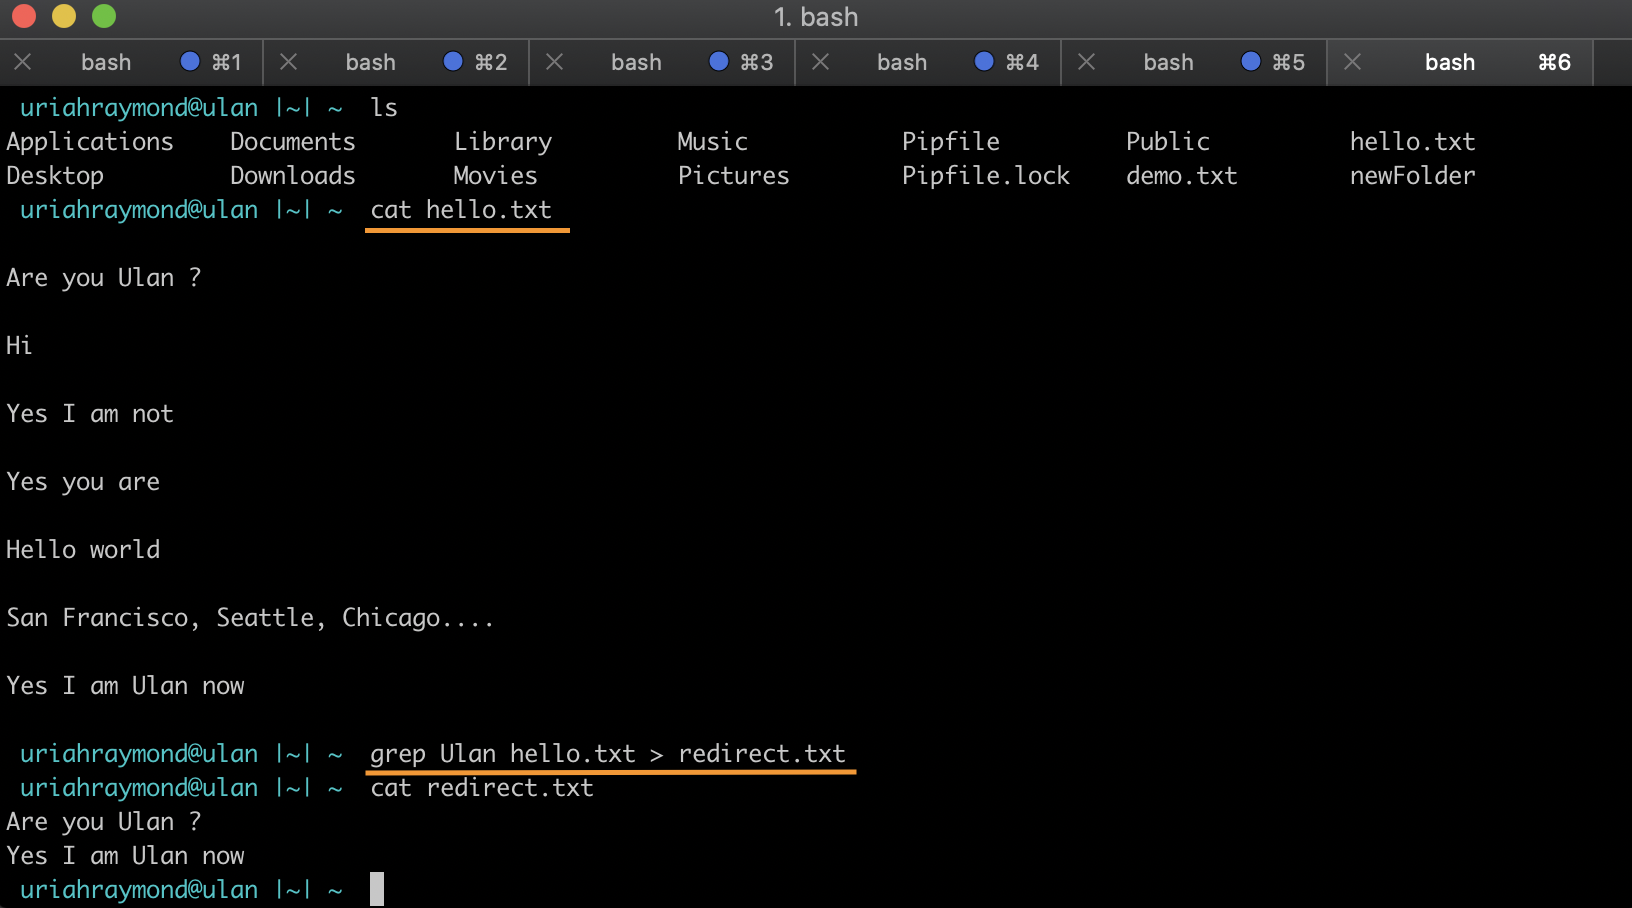 1. bash
bash ⌘1 bash ⌘2 bash ⌘3 bash ⌘4 bash ⌘5 bash ⌘6
uriahraymond@ulan |~| ~ ls
Applications Documents Library Music Pipfile Public hello.txt
Desktop Downloads Movies Pictures Pipfile.lock demo.txt newFolder
uriahraymond@ulan |~| ~ cat hello.txt
Are you Ulan ?
Hi
Yes I am not
Yes you are
Hello world
San Francisco, Seattle, Chicago....
Yes I am Ulan now
uriahraymond@ulan |~| ~ grep Ulan hello.txt > redirect.txt
uriahraymond@ulan |~| ~ cat redirect.txt
Are you Ulan ?
Yes I am Ulan now
uriahraymond@ulan |~| ~